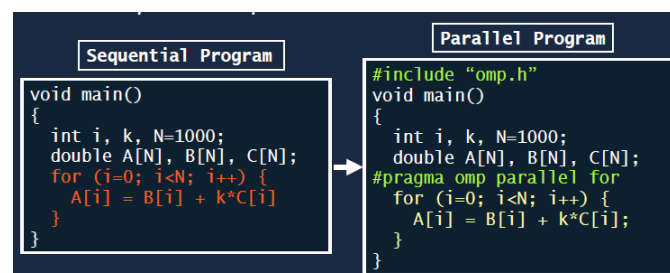 Sequential Program
void main()
{
int i, k, N=1000;
double A[N], B[N], C[N];
for (i=0; i<N; i++) {
A[i] = B[i] + k*C[i]
}
}
Parallel Program
#include “omp.h”
void main()
{
int i, k, N=1000;
double A[N], B[N], C[N];
#pragma omp parallel for
for (i=0; i<N; i++) {
A[i] = B[i] + k*C[i];
}
}